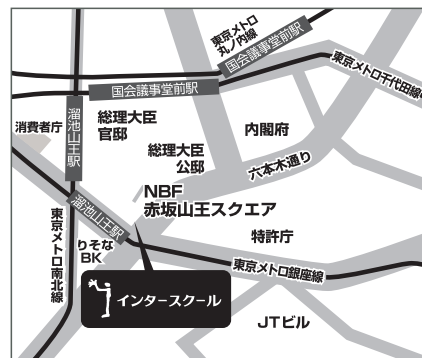 東京メトロ
丸ノ内線
国会議事堂前駅
東京メトロ千代田線
国会議事堂前駅
消費者庁
溜池山王駅
総理大臣
官邸
内閣府
総理大臣
公邸
六本木通り
NBF
赤坂山王スクエア
溜池山王駅
特許庁
東京メトロ南北線
りそな
BK
東京メトロ銀座線
インタースクール
JTビル